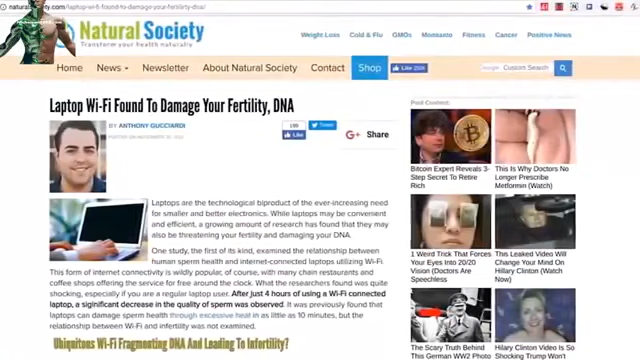 naturalsociety.com/laptop-wi-fi-found-to-damage-your-fertility-dna/
Natural Society
Transform your health naturally
Weight Loss Cold & Flu GMOs Monsanto Fitness Cancer Positive News
Home News Newsletter About Natural Society Contact Shop Like
Custom Search
Laptop Wi-Fi Found To Damage Your Fertility, DNA
BY ANTHONY GUCCIARDI
Tweet
Like
G+ Share
Laptops are the technological biproduct of the ever-increasing need
for smaller and better electronics. While laptops may be convenient
and efficient, a growing amount of research has found that they may
also be threatening your fertility and damaging your DNA.
One study, the first of its kind, examined the relationship between
human sperm health and internet-connected laptops utilizing Wi-Fi.
This form of internet connectivity is wildly popular, of course, with many chain restaurants and
coffee shops offering the service for free around the clock. What the researchers found was quite
shocking, especially if you are a regular laptop user. After just 4 hours of using a Wi-Fi connected
laptop, a siginificant decrease in the quality of sperm was observed. It was previously found that
laptops can damage sperm health through excessive heat in as little as 10 minutes, but the
relationship between Wi-Fi and infertility was not examined.
Ubiquitous Wi-Fi Fragmenting DNA And Leading To Infertility?
Bitcoin Expert Reveals 3-
Step Secret To Retire
Rich
This Is Why Doctors No
Longer Prescribe
Metformin (Watch)
1 Weird Trick That Forces
Your Eyes Into 20/20
Vision (Doctors Are
Speechless
This Leaked Video Will
Change Your Mind On
Hillary Clinton (Watch
Now)
The Scary Truth Behind
This German WW2 Photo
Hilary Clinton Video Is So
Shocking Trump Won't